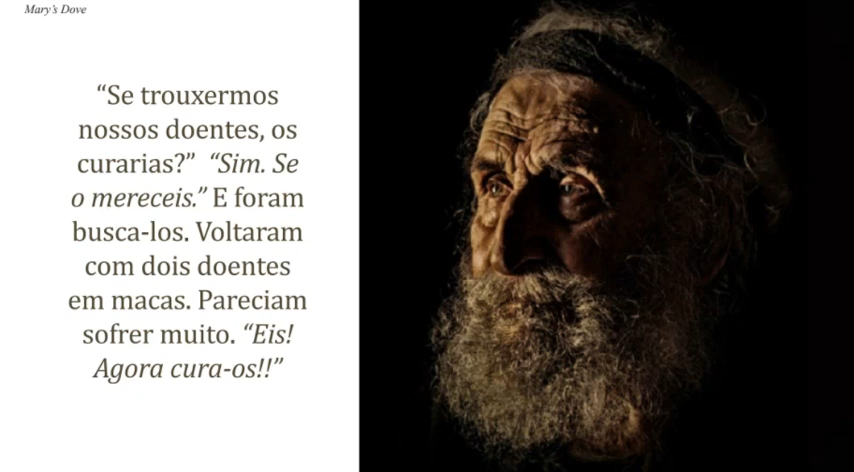 Mary's Dove
“Se trouxermos
nossos doentes, os
curarias?” “Sim. Se
o mereceis.” E foram
busca-los. Voltaram
com dois doentes
em macas. Pareciam
sofrer muito. “Eis!
Agora cura-os!!”